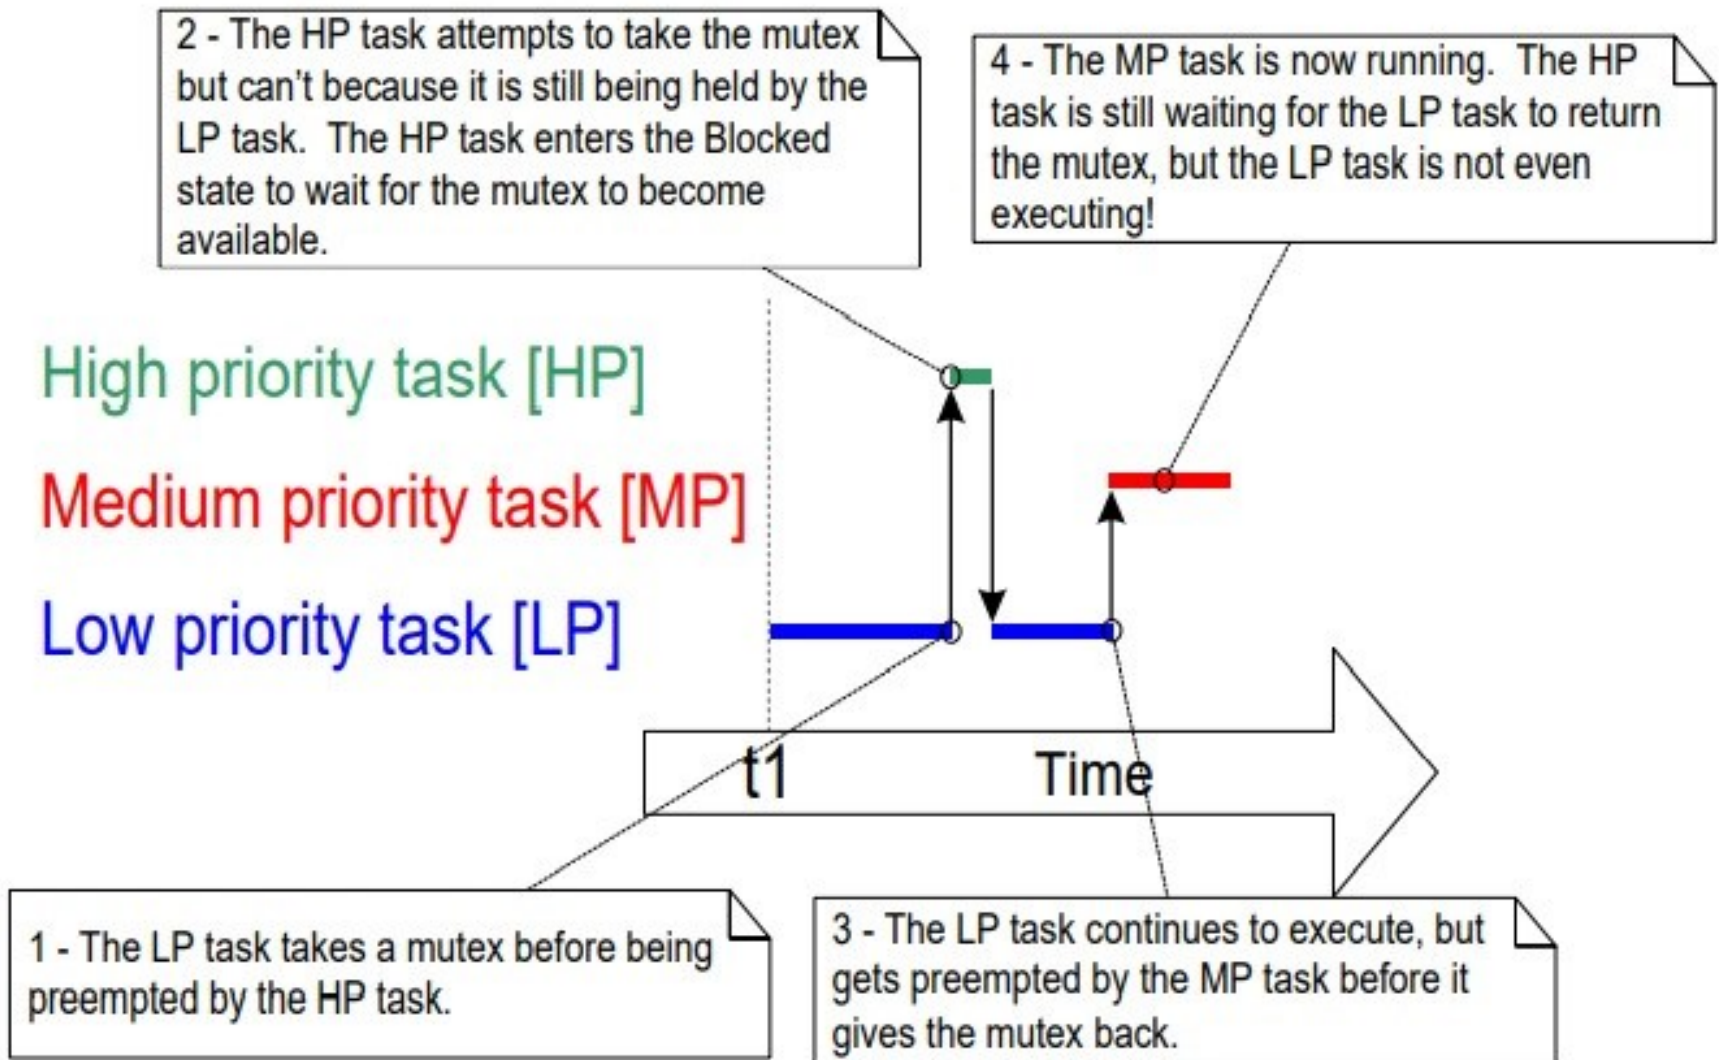 2 - The HP task attempts to take the mutex
but can't because it is still being held by the
LP task.  The HP task enters the Blocked
state to wait for the mutex to become
available.
4 - The MP task is now running.  The HP
task is still waiting for the LP task to return
the mutex, but the LP task is not even
executing!
High priority task [HP]
Medium priority task [MP]
Low priority task [LP]
t1
Time
1 - The LP task takes a mutex before being
preempted by the HP task.
3 - The LP task continues to execute, but
gets preempted by the MP task before it
gives the mutex back.